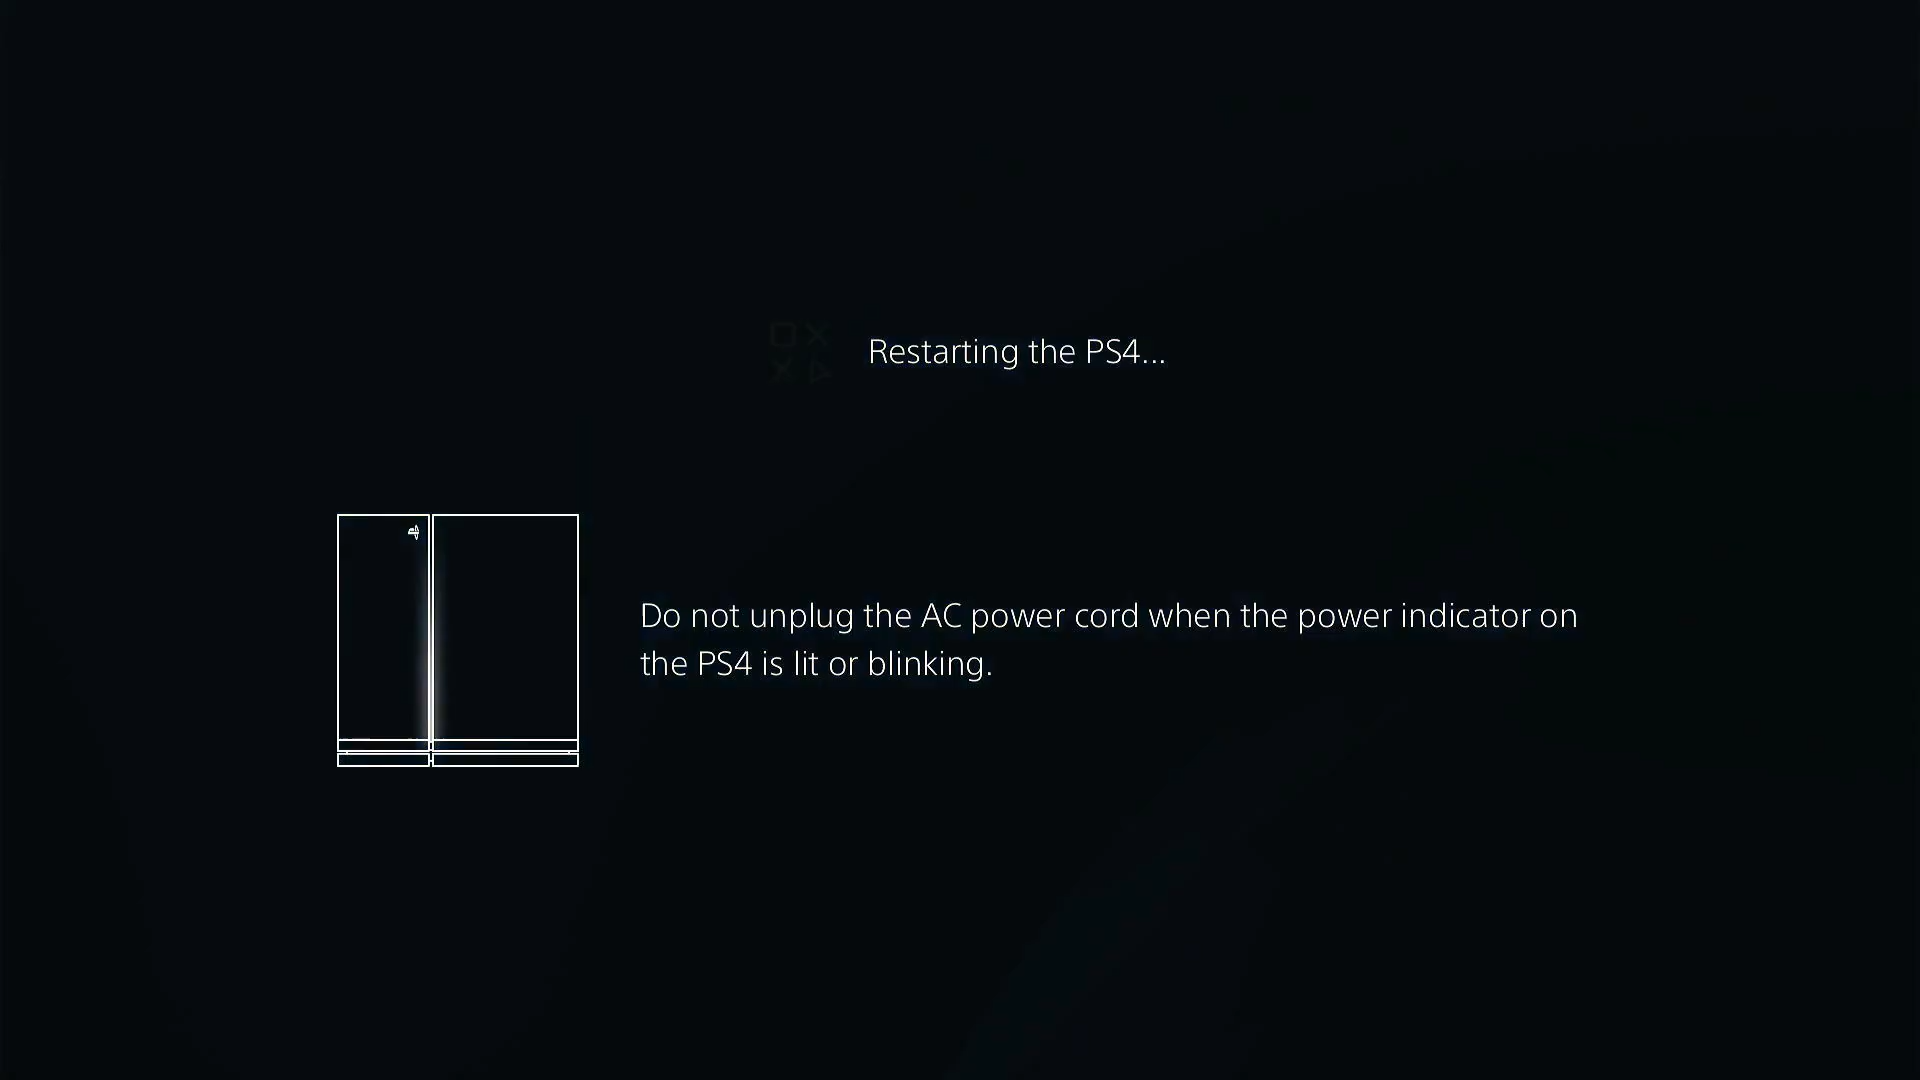 Restarting the PS4...
Do not unplug the AC power cord when the power indicator on
the PS4 is lit or blinking.